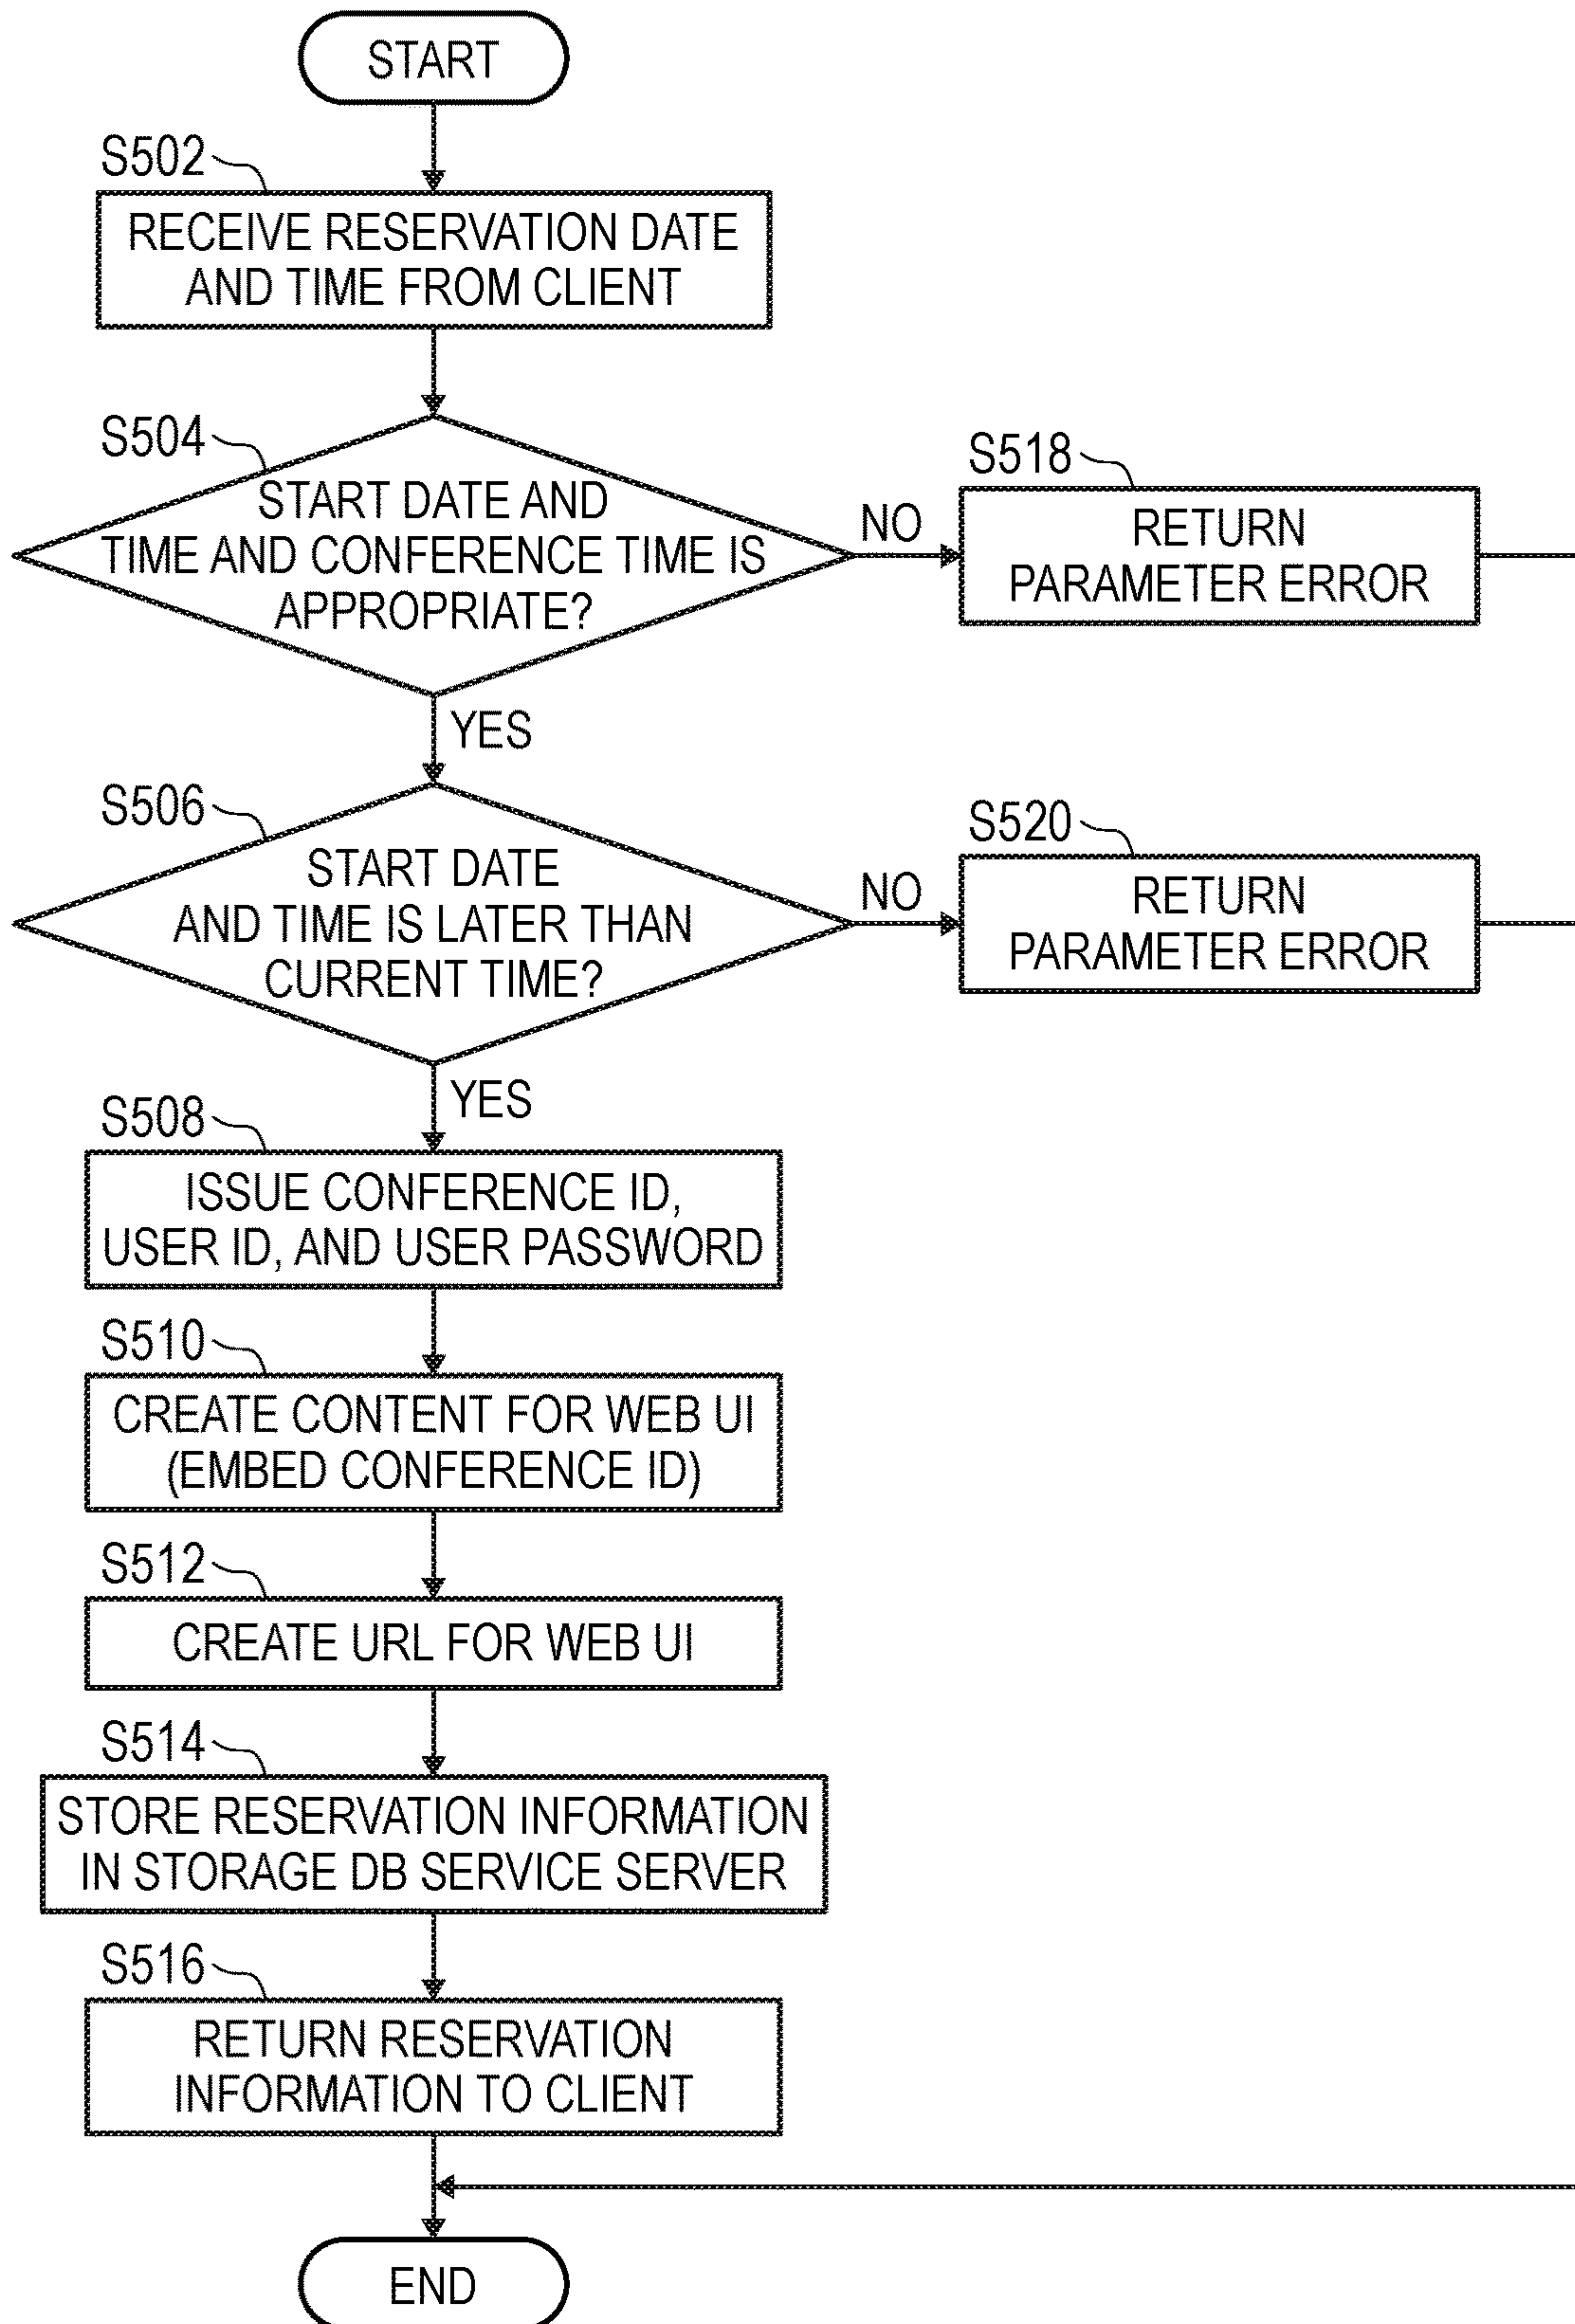 START
S502
RECEIVE RESERVATION DATE
AND TIME FROM CLIENT
S504
START DATE AND
TIME AND CONFERENCE TIME IS
APPROPRIATE?
NO
S518
RETURN
PARAMETER ERROR
YES
S506
START DATE
AND TIME IS LATER THAN
CURRENT TIME?
NO
S520
RETURN
PARAMETER ERROR
YES
S508
ISSUE CONFERENCE ID,
USER ID, AND USER PASSWORD
S510
CREATE CONTENT FOR WEB UI
(EMBED CONFERENCE ID)
S512
CREATE URL FOR WEB UI
S514
STORE RESERVATION INFORMATION
IN STORAGE DB SERVICE SERVER
S516
RETURN RESERVATION
INFORMATION TO CLIENT
END